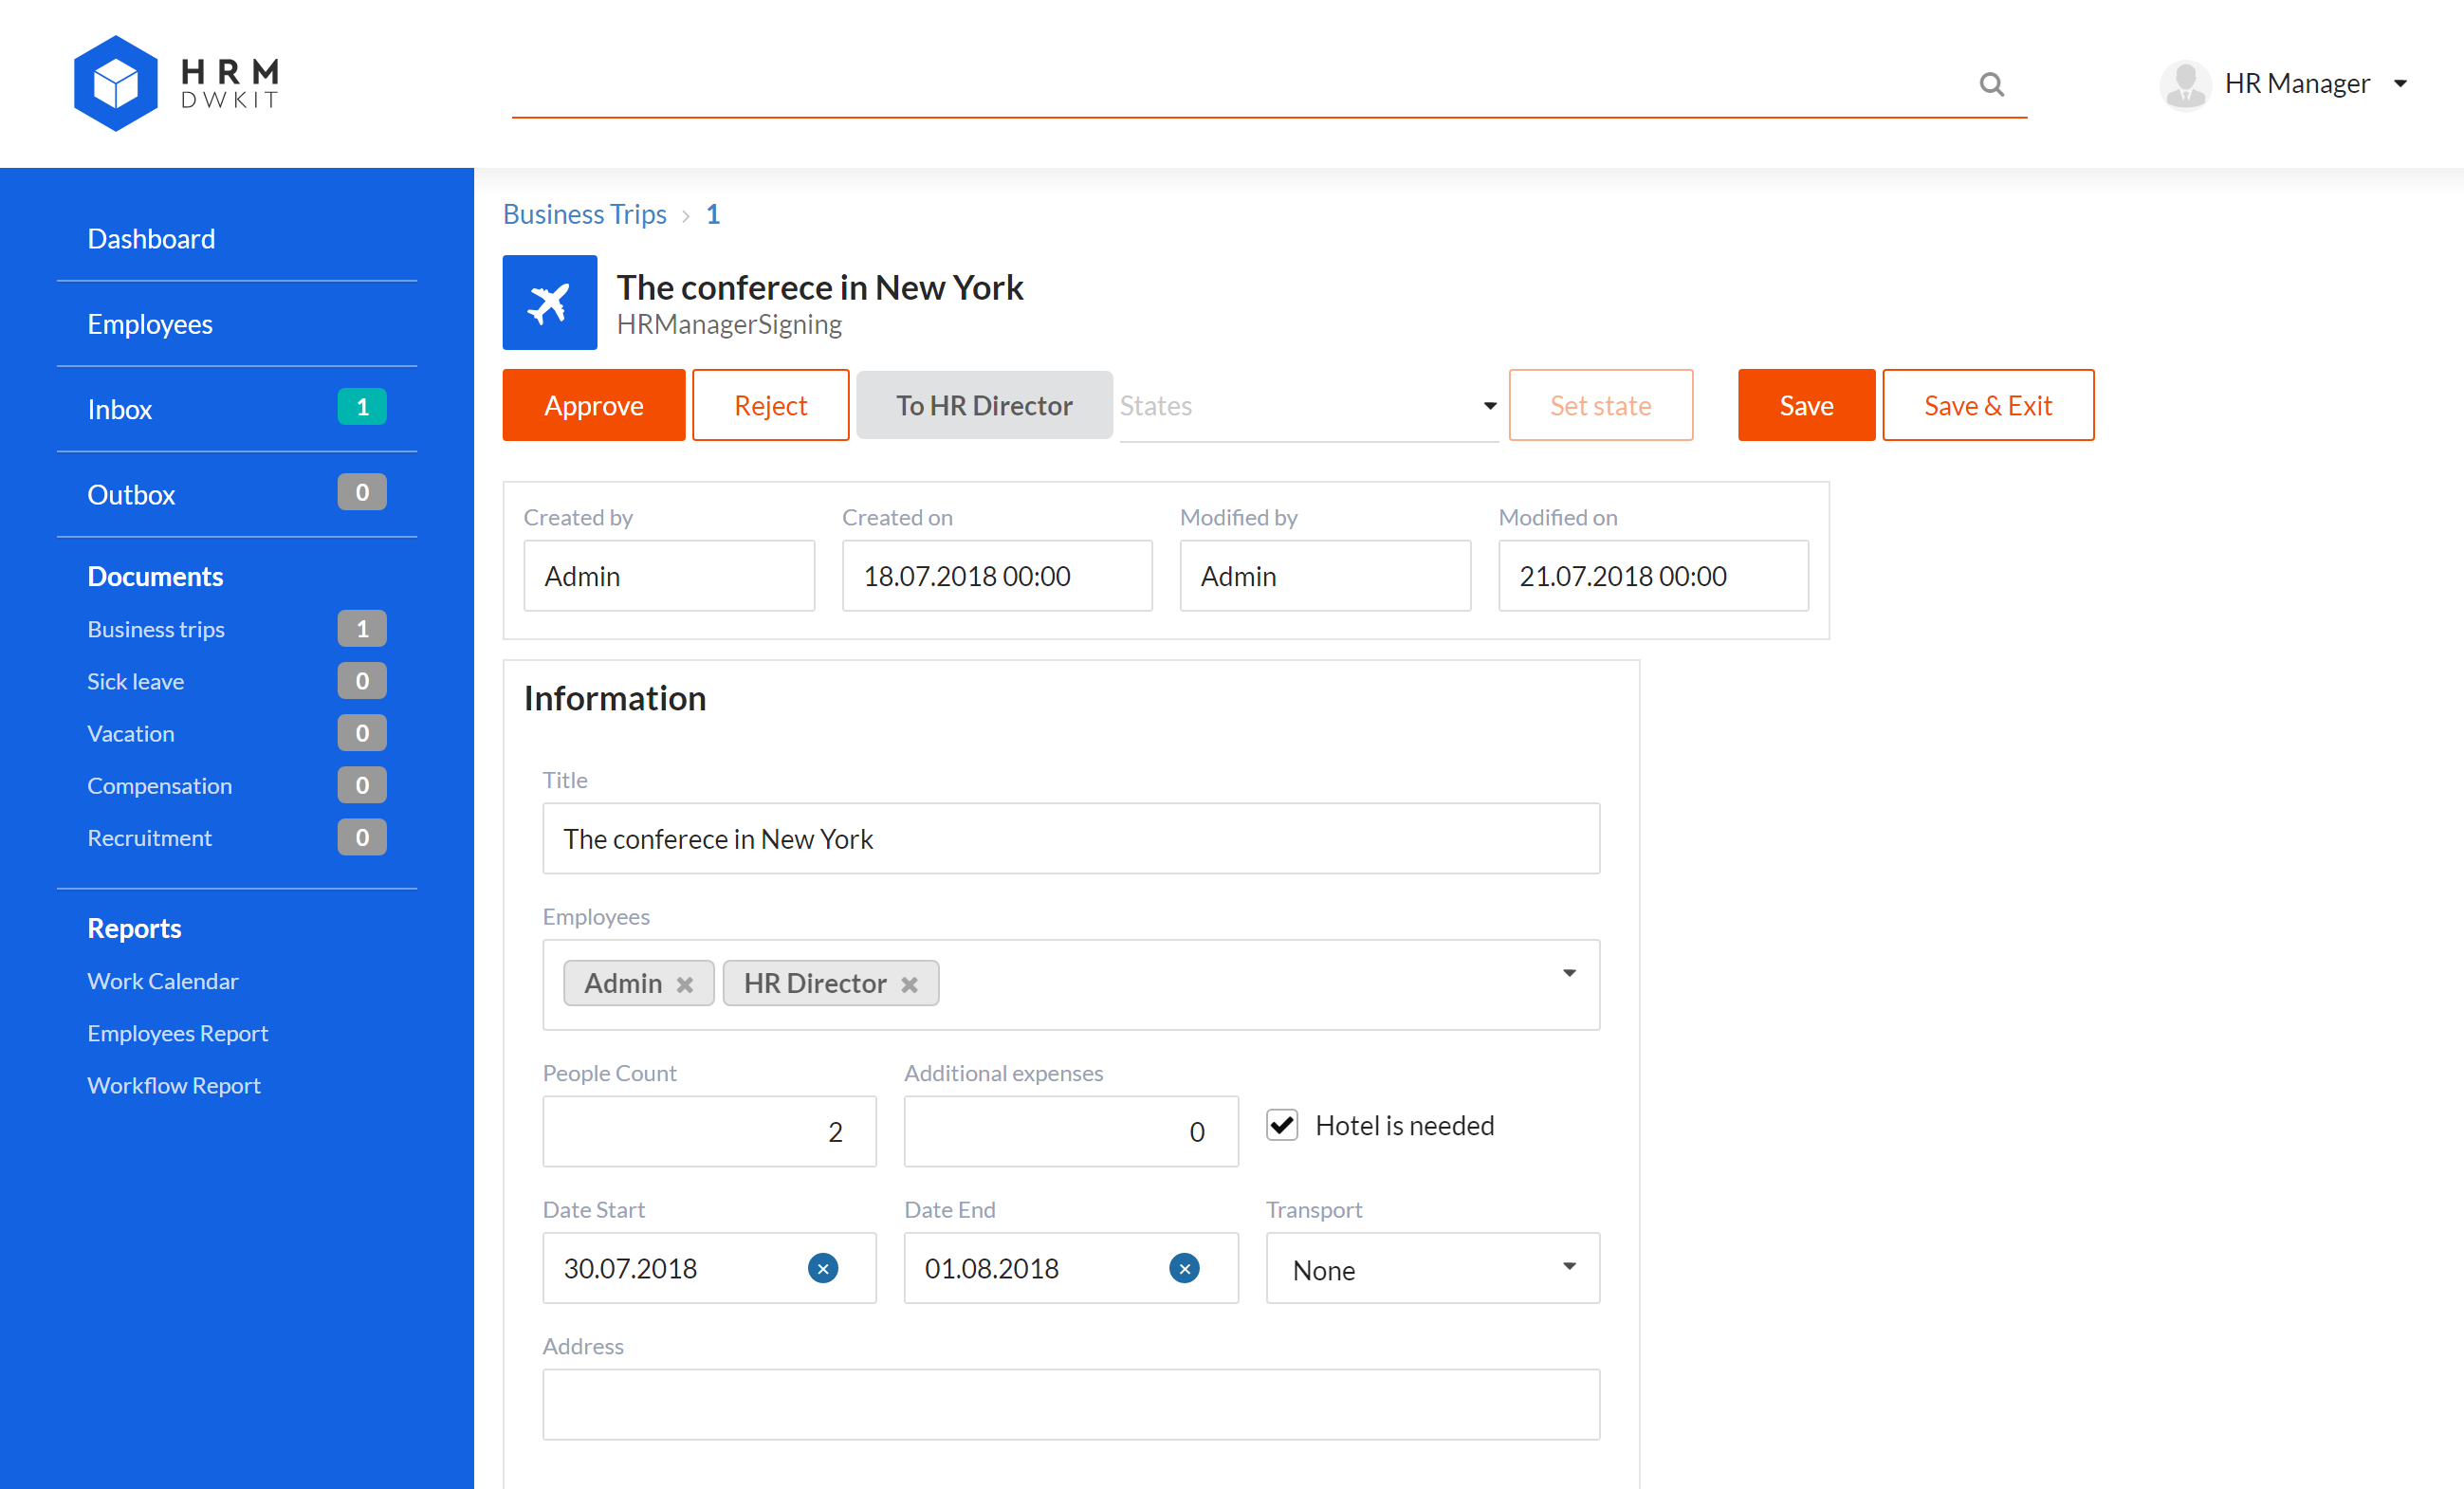 HRM
DWKIT
HR Manager
Dashboard
Employees
Inbox 1
Outbox 0
Documents
Business trips 1
Sick leave 0
Vacation 0
Compensation 0
Recruitment 0
Reports
Work Calendar
Employees Report
Workflow Report
Business Trips > 1
The conferece in New York
HRManagerSigning
Approve Reject To HR Director States Set state Save Save & Exit
Created by Created on Modified by Modified on
Admin 18.07.2018 00:00 Admin 21.07.2018 00:00
Information
Title
The conferece in New York
Employees
Admin HR Director
People Count Additional expenses
2 0 Hotel is needed
Date Start Date End Transport
30.07.2018 01.08.2018 None
Address